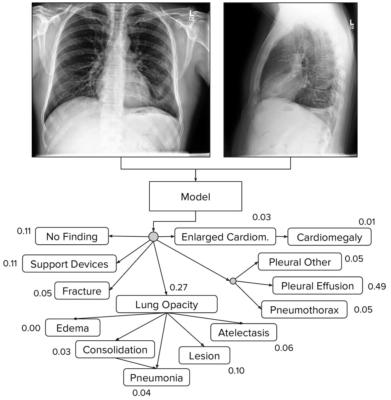 L
L
Model
0.03
0.01
0.11
No Finding
Enlarged Cardiom.
Cardiomegaly
0.11
Support Devices
Pleural Other
0.05
0.05
Fracture
0.27
Pleural Effusion
0.49
Lung Opacity
Pneumothorax
0.05
0.00
Edema
Atelectasis
0.06
0.03
Consolidation
Lesion
0.10
Pneumonia
0.04